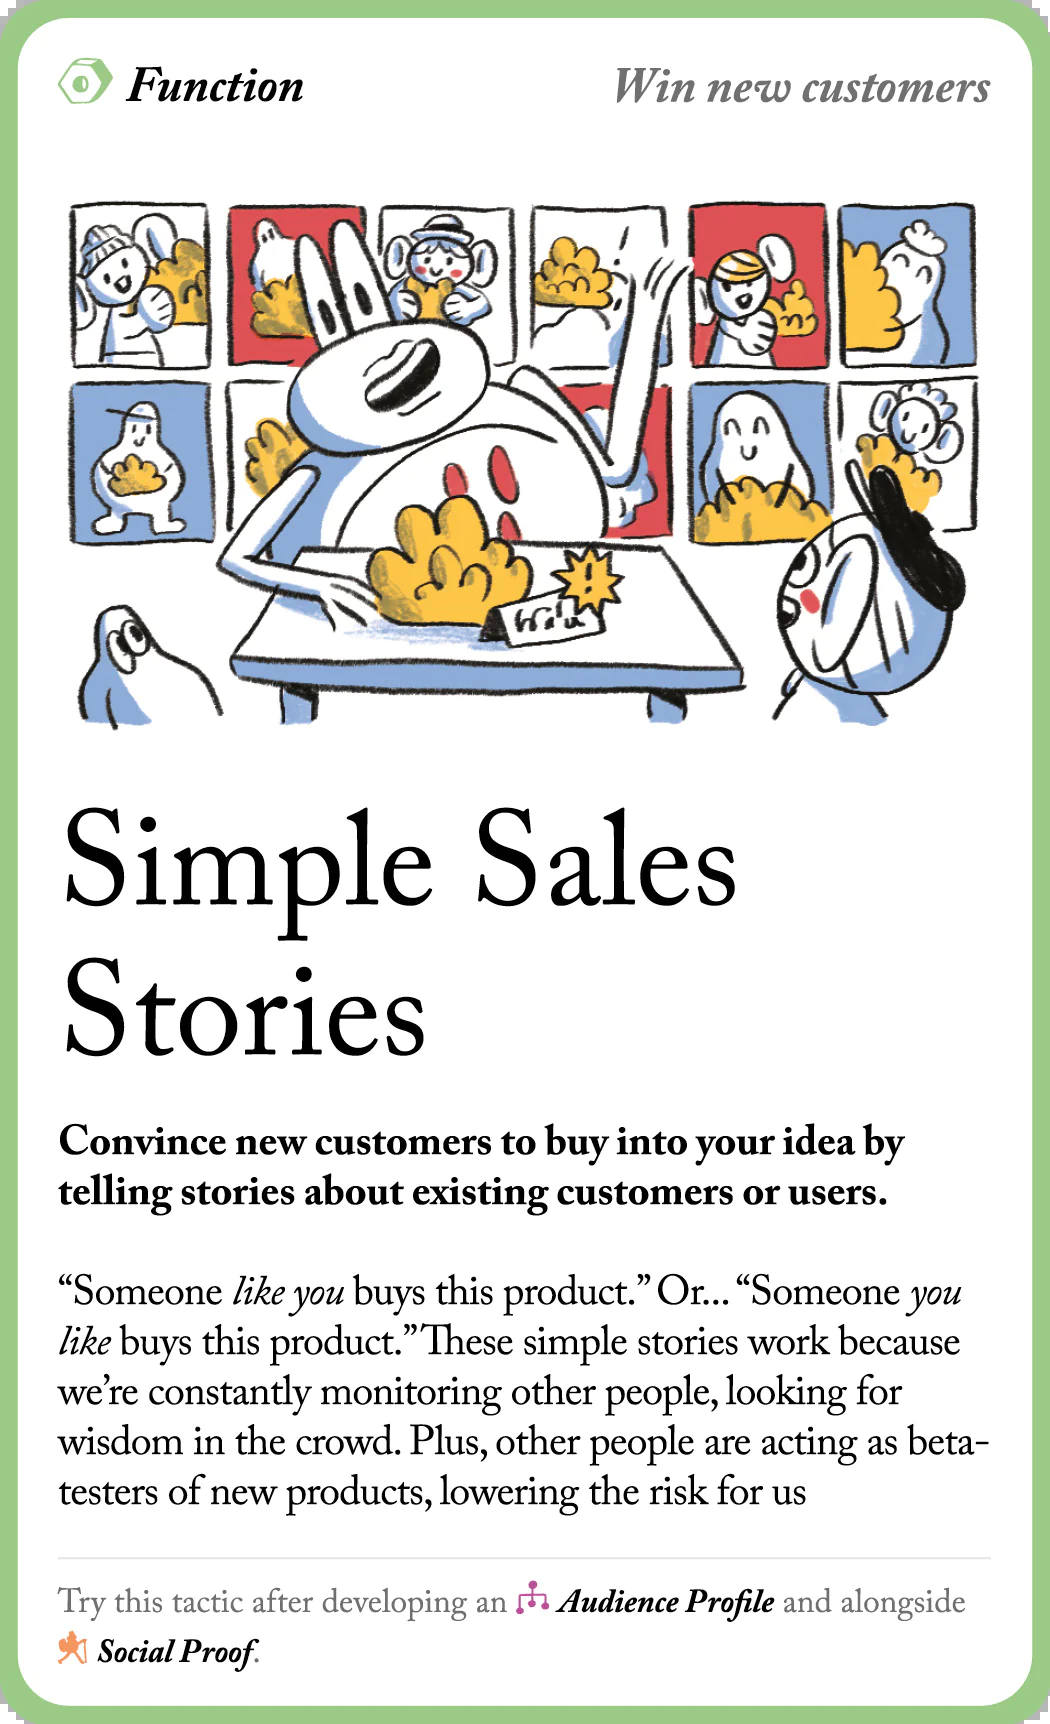 Function
Win new customers
Simple Sales
Stories
Convince new customers to buy into your idea by
telling stories about existing customers or users.
“Someone like you buys this product.” Or... “Someone you
like buys this product.” These simple stories work because
we’re constantly monitoring other people, looking for
wisdom in the crowd. Plus, other people are acting as beta-
testers of new products, lowering the risk for us
Try this tactic after developing an Audience Profile and alongside
Social Proof.